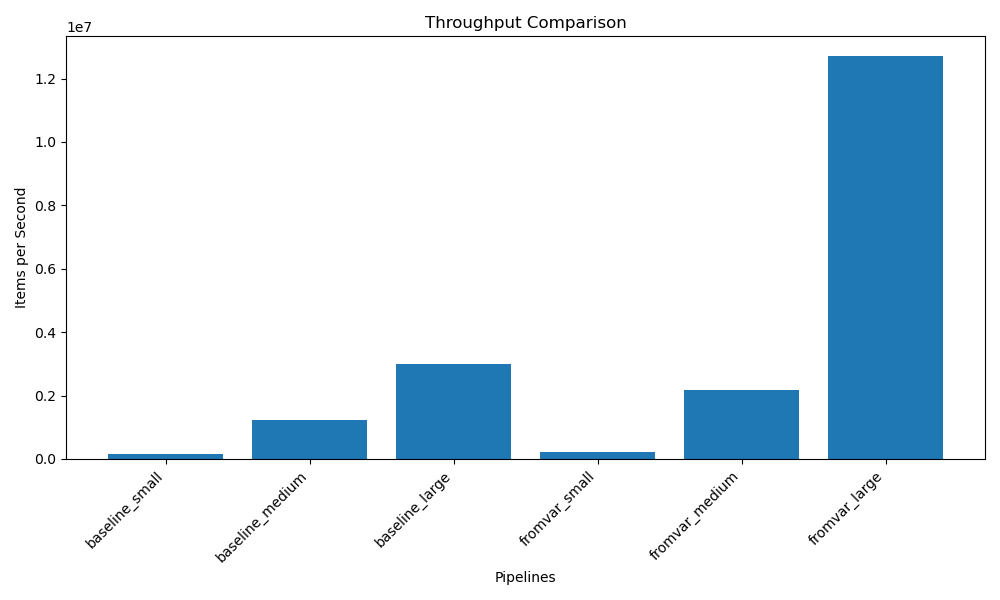 Throughput Comparison
1e7
1.2
1.0
0.8
0.6
0.4
0.2
0.0
Items per Second
baseline_small
baseline_medium
baseline_large
fromvar_small
fromvar_medium
fromvar_large
Pipelines